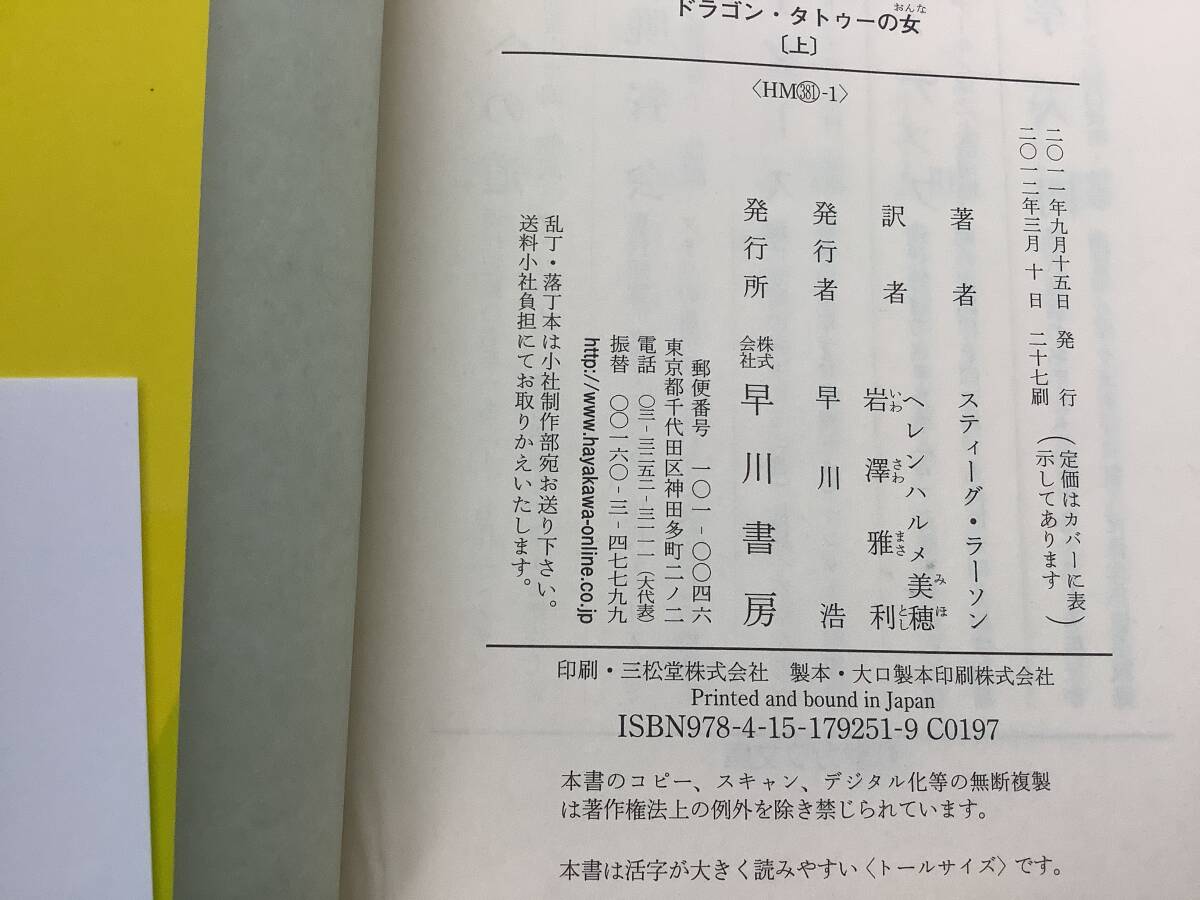 ドラゴン・タトゥーの女
おんな
〔上〕
〈HM㊳-1〉
二〇一一年九月十五日 発行
二〇一二年三月 十 日 二十七刷
（定価はカバーに表
示してあります）
著者 スティーグ・ラーソン
訳者 ヘレンハルメ美穂
みほ
岩澤雅利
いわさわまさとし
発行者 早川 浩
発行所 株式会社 早川書房
郵便番号 一〇一-〇〇四六
東京都千代田区神田多町二ノ二
電話 〇三-三二五二-三一一一（大代表）
振替 〇〇一六〇-三-四七七九九
http://www.hayakawa-online.co.jp
乱丁・落丁本は小社制作部宛お送り下さい。
送料小社負担にてお取りかえいたします。
印刷・三松堂株式会社 製本・大口製本印刷株式会社
Printed and bound in Japan
ISBN978-4-15-179251-9 C0197
本書のコピー、スキャン、デジタル化等の無断複製
は著作権法上の例外を除き禁じられています。
本書は活字が大きく読みやすい〈トールサイズ〉です。